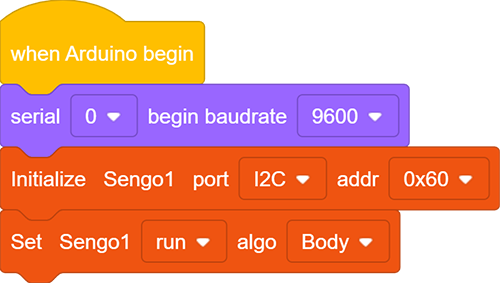 when Arduino begin
serial 0 begin baudrate 9600
Initialize Sengo1 port I2C addr 0x60
Set Sengo1 run algo Body